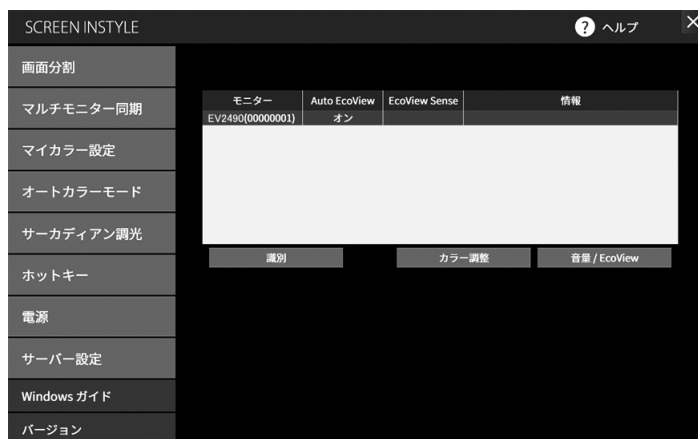 SCREEN INSTYLE
? ヘルプ
画面分割
マルチモニター同期
マイカラー設定
オートカラーモード
サーカディアン調光
ホットキー
電源
サーバー設定
Windows ガイド
バージョン
モニター Auto EcoView EcoView Sense 情報
EV2490(00000001) オン
識別 カラー調整 音量 / EcoView